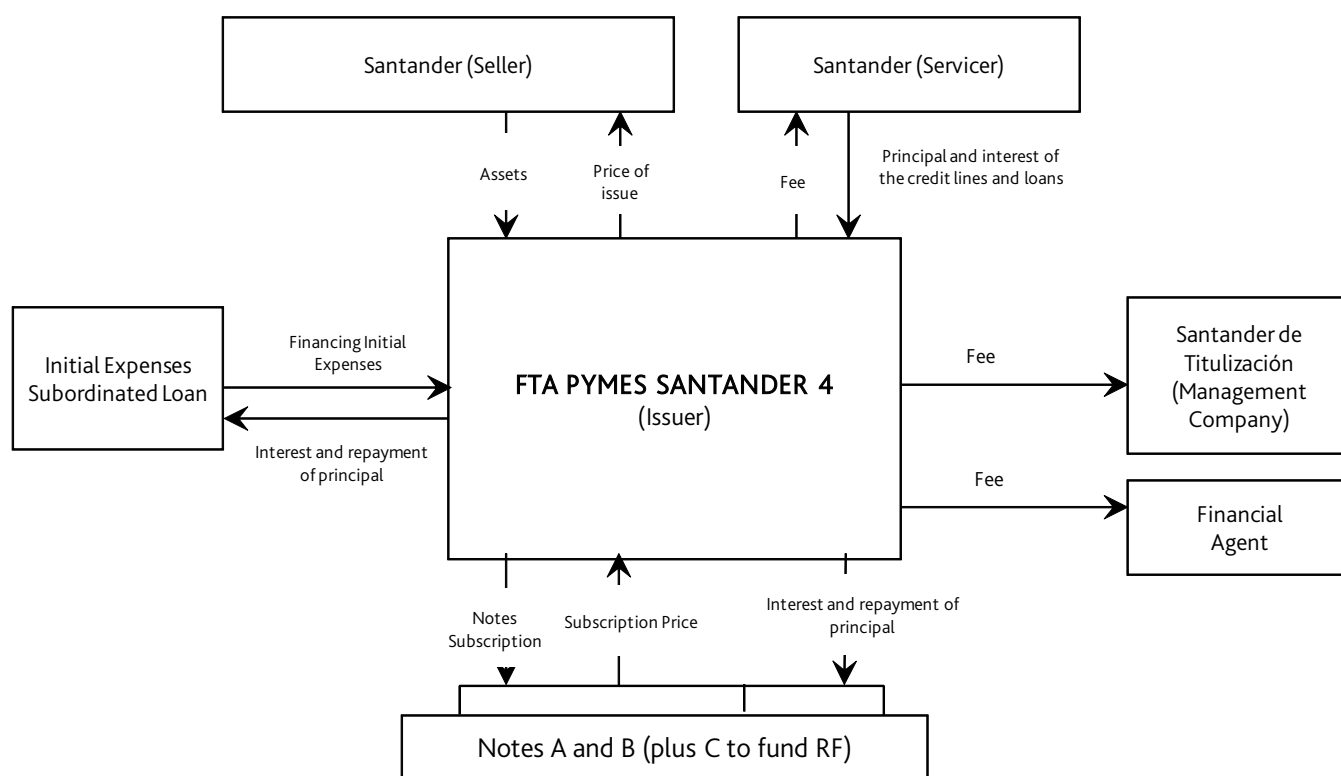 Santander (Seller)
Santander (Servicer)
Assets
Price of
issue
Fee
Principal and interest of
the credit lines and loans
Initial Expenses
Subordinated Loan
Financing Initial
Expenses
Interest and repayment
of principal
FTA PYMES SANTANDER 4
(Issuer)
Fee
Santander de
Titulización
(Management
Company)
Fee
Financial
Agent
Notes
Subscription
Subscription Price
Interest and repayment of
principal
Notes A and B (plus C to fund RF)